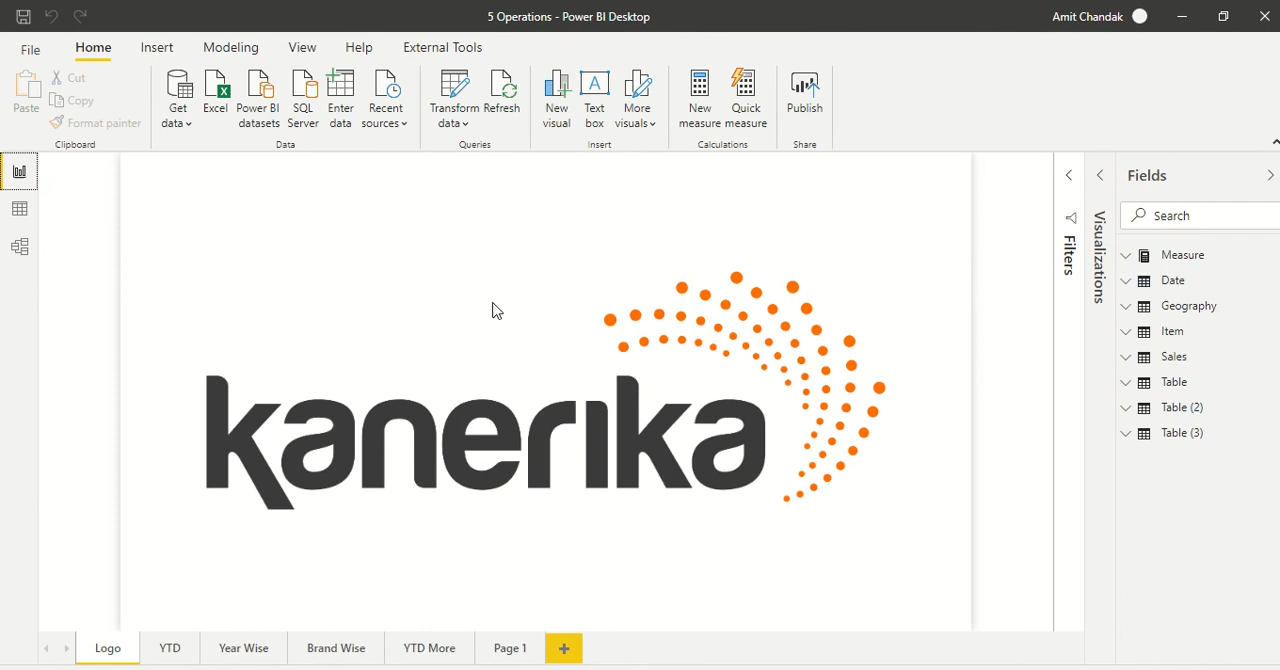 5 Operations - Power BI Desktop
Amit Chandak
File Home Insert Modeling View Help External Tools
Paste
Cut
Copy
Format painter
Clipboard
Get data
Excel
Power BI datasets
SQL Server
Enter data
Recent sources
Data
Transform data
Refresh
Queries
New visual
Text box
More visuals
Insert
New measure
Quick measure
Calculations
Publish
Share
kanerika
Filters
Visualizations
Fields
Search
Measure
Date
Geography
Item
Sales
Table
Table (2)
Table (3)
Logo YTD Year Wise Brand Wise YTD More Page 1